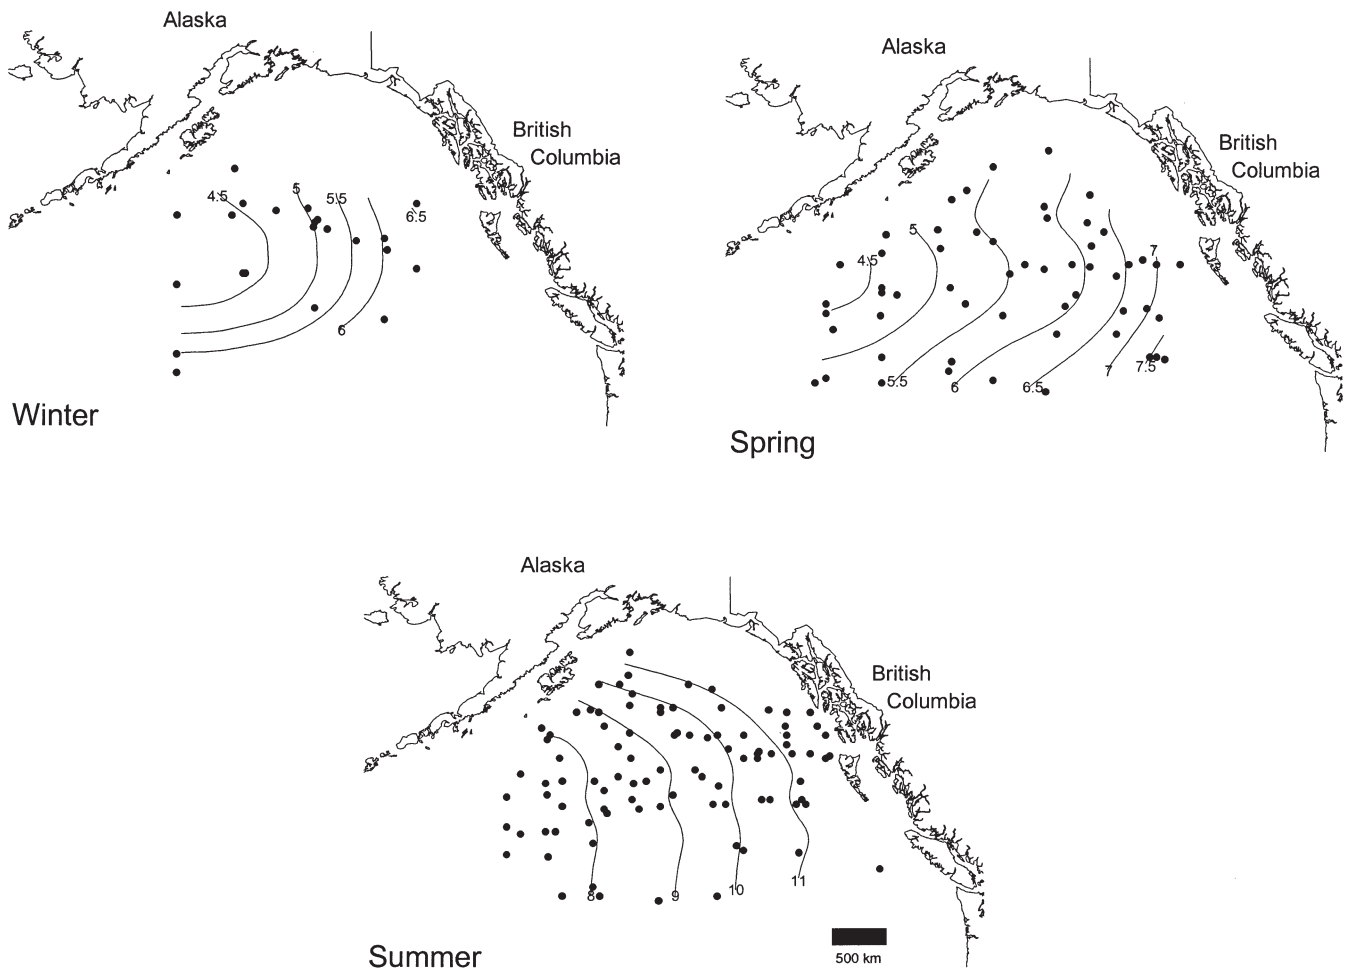 Alaska
British
Columbia
4.5
5
5.5
6.5
6
Winter
Alaska
British
Columbia
5
4.5
7
5.5
6
6.5
7
7.5
Spring
Alaska
British
Columbia
8
9
10
11
500 km
Summer